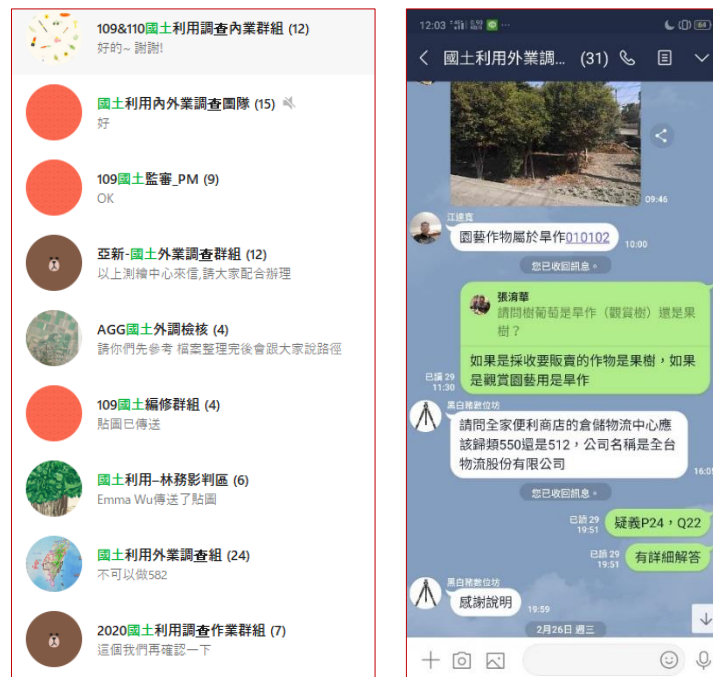 109&110國土利用調查內業群組 (12)
好的~ 謝謝!
國土利用內外業調查團隊 (15)
好
109國土監審_PM (9)
OK
亞新-國土外業調查群組 (12)
以上測繪中心來信,請大家配合辦理
AGG國土外調檢核 (4)
請你們先參考 檔案整理完後會跟大家說路徑
109國土編修群組 (4)
貼圖已傳送
國土利用–林務影判區 (6)
Emma Wu傳送了貼圖
國土利用外業調查組 (24)
不可以做582
2020國土利用調查作業群組 (7)
這個我們再確認一下
12:03
64
國土利用外業調... (31)
09:46
江達寬
園藝作物屬於旱作010102
10:00
您已收回訊息。
張淯華
請問樹葡萄是旱作（觀賞樹）還是果
樹？
如果是採收要販賣的作物是果樹，如果
是觀賞園藝用是旱作
已讀 29
11:30
黑白豬數位坊
請問全家便利商店的倉儲物流中心應
該歸類550還是512，公司名稱是全台
物流股份有限公司
16:05
您已收回訊息。
已讀 29
19:51
疑義P24，Q22
已讀 29
19:51
有詳細解答
黑白豬數位坊
感謝說明
19:59
2月26日 週三